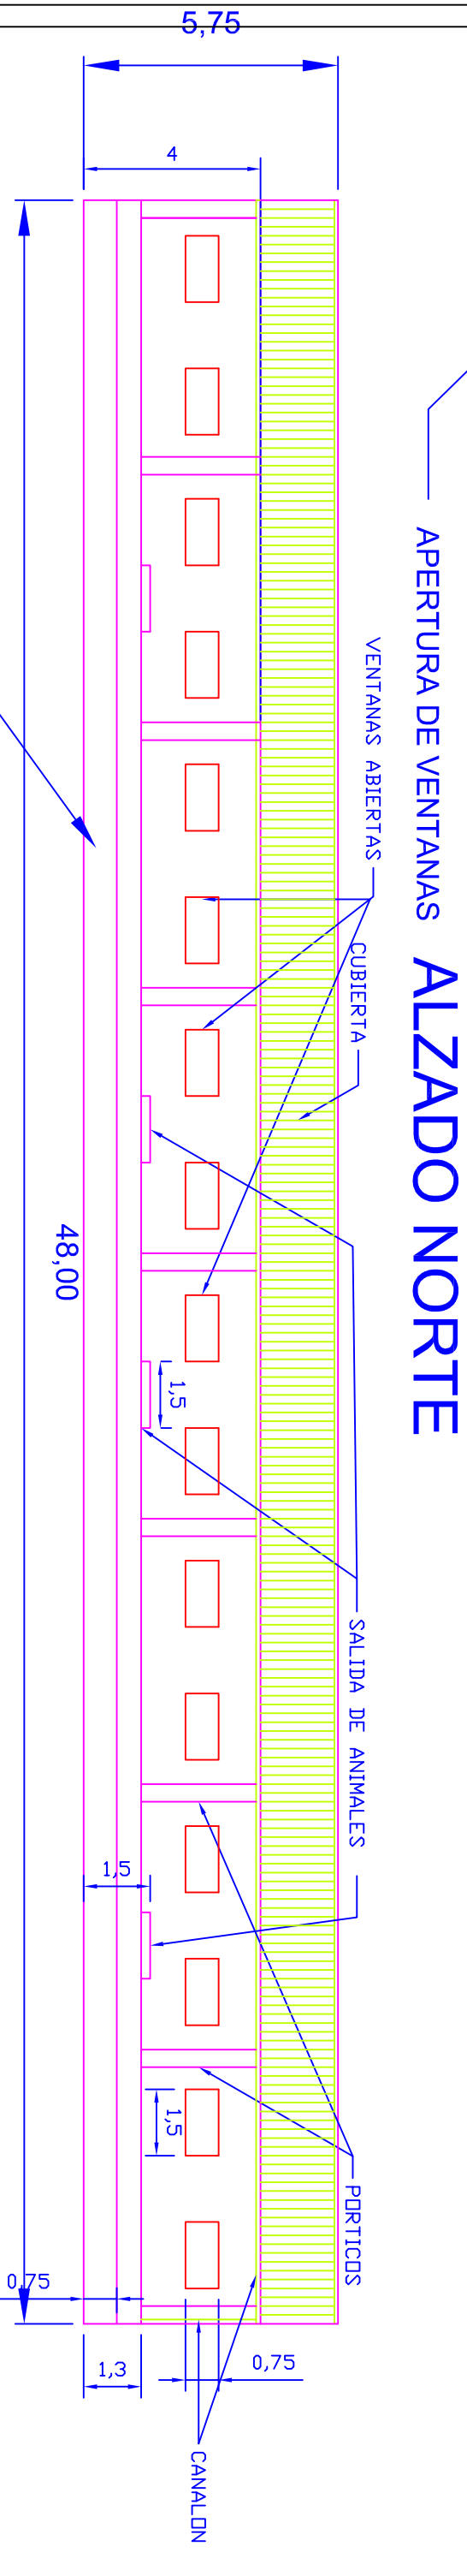 APERTURA DE VENTANAS
ALZADO NORTE
VENTANAS ABIERTAS
CUBIERTA
SALIDA DE ANIMALES
PORTICOS
CANALON
5,75
4
48,00
1,5
1,5
1,5
0,75
1,3
0,75